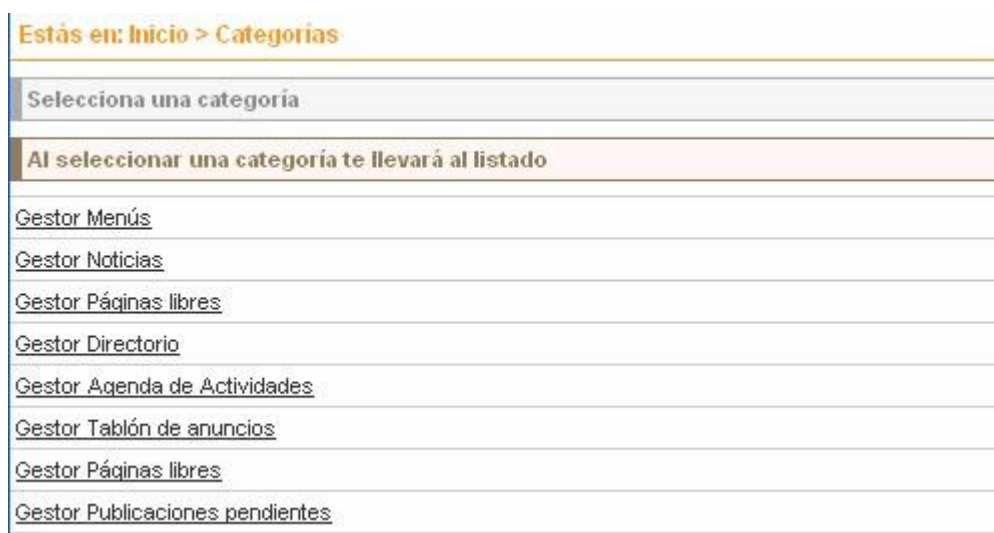 Estás en: Inicio > Categorías
Selecciona una categoría
Al seleccionar una categoría te llevará al listado
Gestor Menús
Gestor Noticias
Gestor Páginas libres
Gestor Directorio
Gestor Agenda de Actividades
Gestor Tablón de anuncios
Gestor Páginas libres
Gestor Publicaciones pendientes